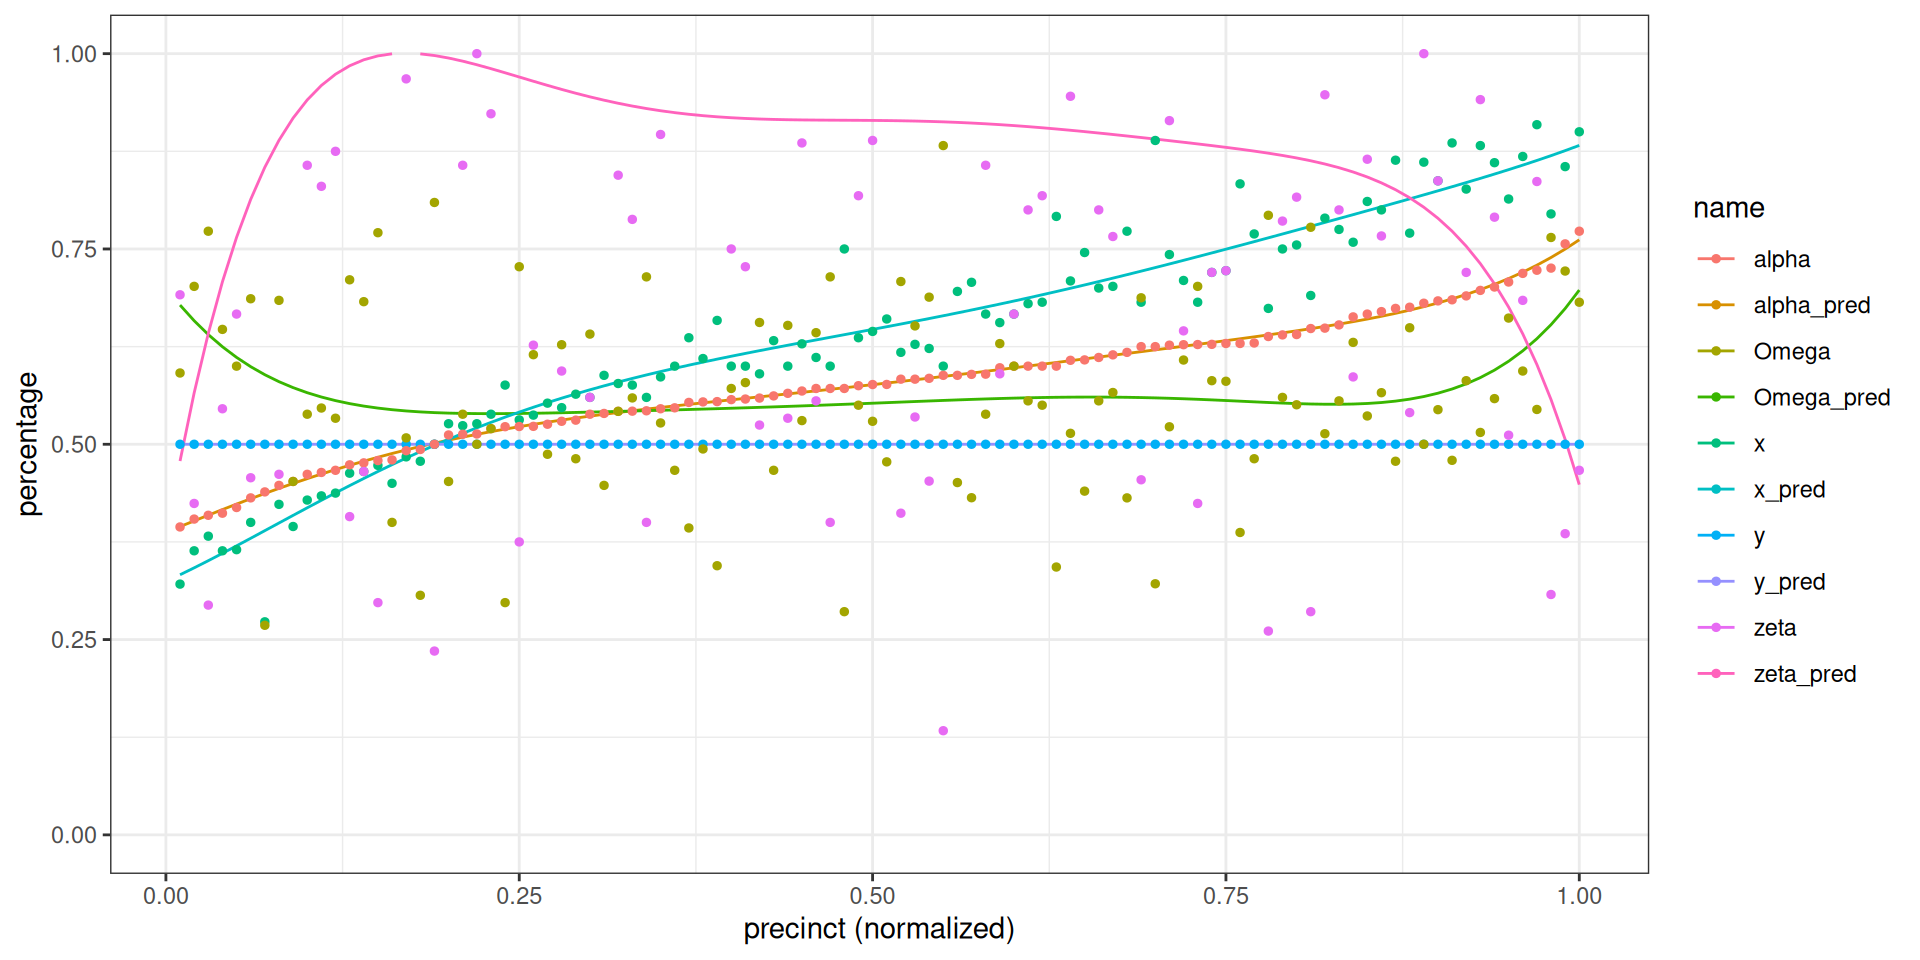 percentage
1.00
0.75
0.50
0.25
0.00
0.00 0.25 0.50 0.75 1.00
precinct (normalized)
name
alpha
alpha_pred
Omega
Omega_pred
x
x_pred
y
y_pred
zeta
zeta_pred